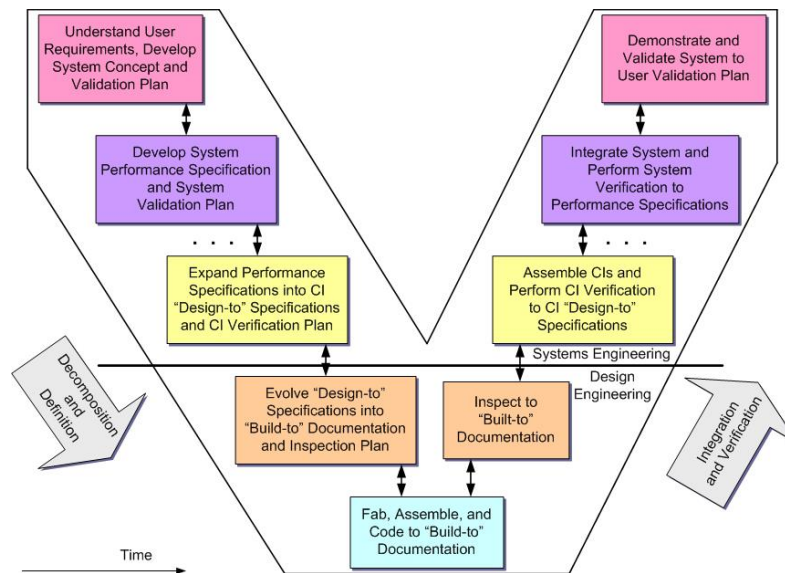 Understand User
Requirements, Develop
System Concept and
Validation Plan
Demonstrate and
Validate System to
User Validation Plan
Develop System
Performance Specification
and System
Validation Plan
Integrate System and
Perform System
Verification to
Performance Specifications
. . .
. . .
Expand Performance
Specifications into CI
“Design-to” Specifications
and CI Verification Plan
Assemble CIs and
Perform CI Verification
to CI “Design-to”
Specifications
Systems Engineering
Design
Engineering
Decomposition
and
Definition
Evolve “Design-to”
Specifications into
“Build-to” Documentation
and Inspection Plan
Inspect to
“Built-to”
Documentation
Integration
and Verification
Fab, Assemble, and
Code to “Build-to”
Documentation
Time